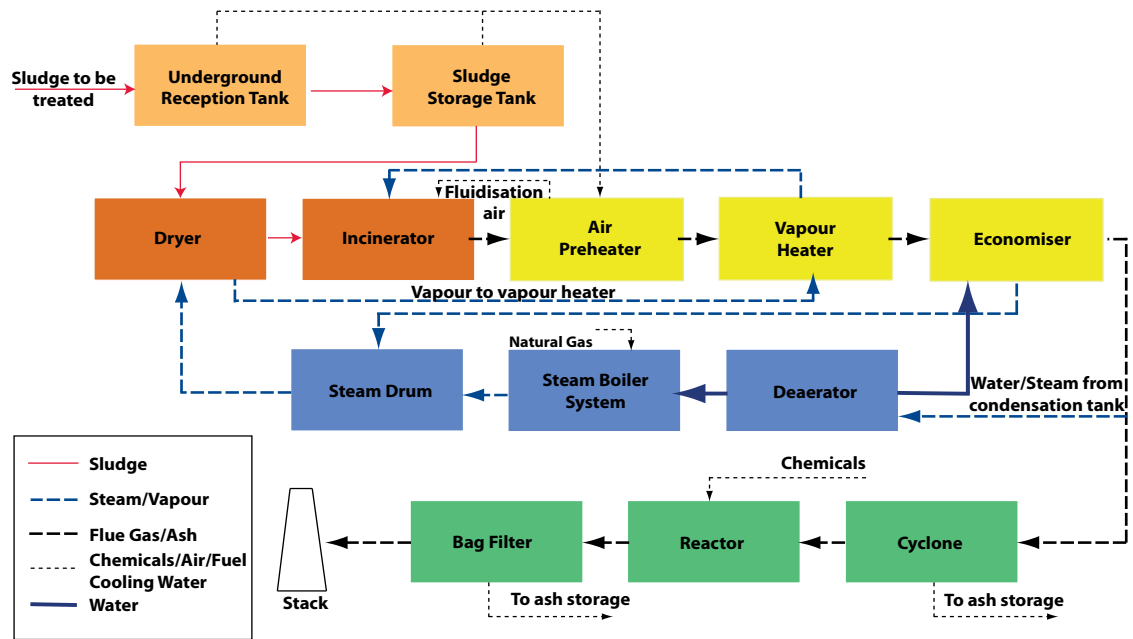 Sludge to be
treated
Underground
Reception Tank
Sludge
Storage Tank
Fluidisation
air
Dryer
Incinerator
Air
Preheater
Vapour
Heater
Economiser
Vapour to vapour heater
Natural Gas
Steam Drum
Steam Boiler
System
Deaerator
Water/Steam from
condensation tank
Sludge
Steam/Vapour
Flue Gas/Ash
Chemicals/Air/Fuel
Cooling Water
Water
Stack
Chemicals
Bag Filter
Reactor
Cyclone
To ash storage
To ash storage